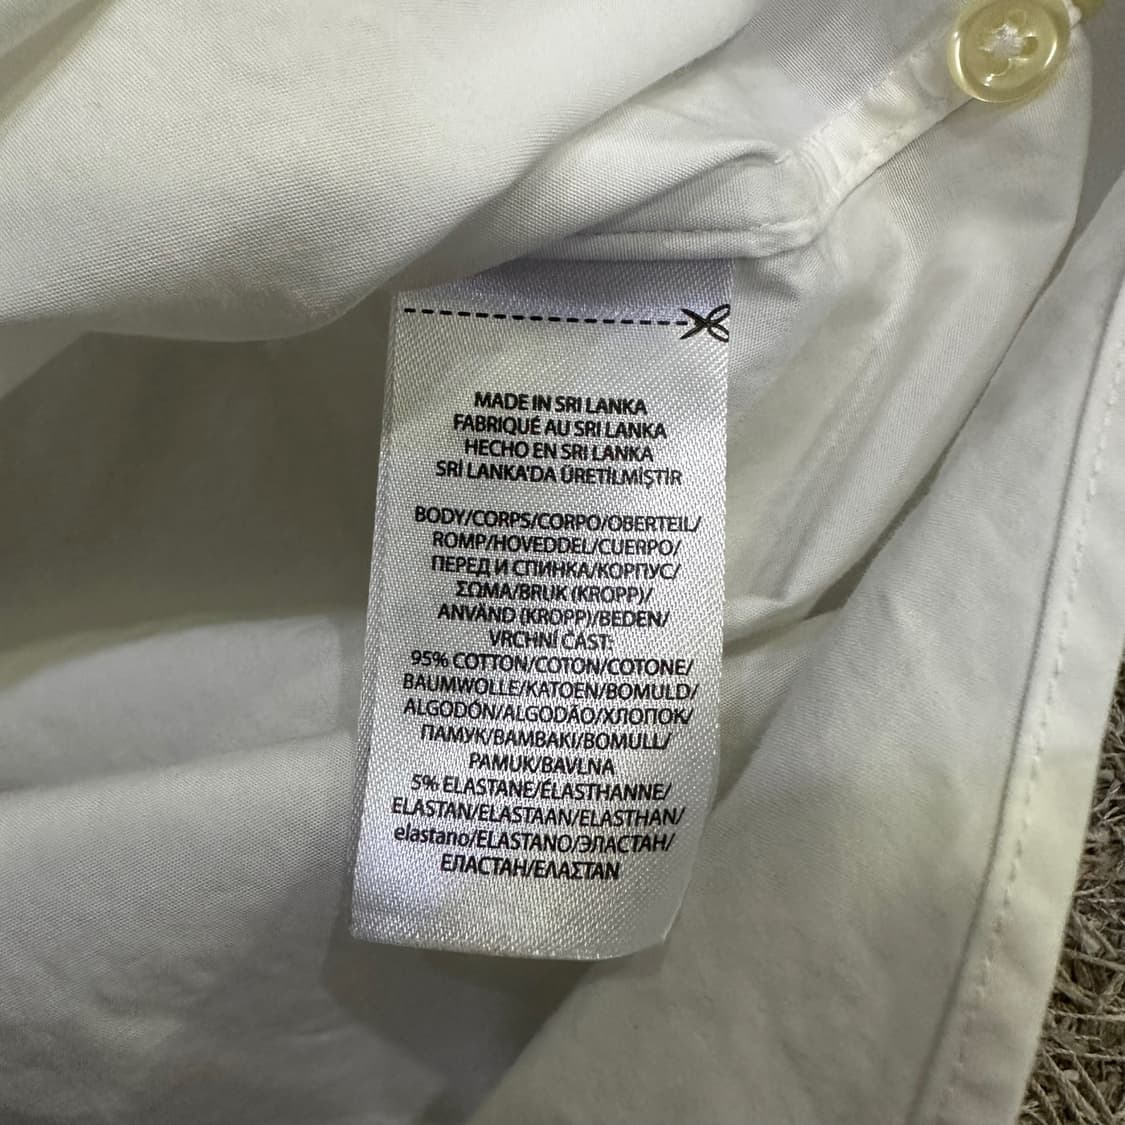 MADE IN SRI LANKA
FABRIQUÉ AU SRI LANKA
HECHO EN SRI LANKA
SRİ LANKA'DA ÜRETİLMİŞTİR
BODY/CORPS/CORPO/OBERTEIL/
ROMP/HOVEDDEL/CUERPO/
ПЕРЕД И СПИНКА/КОРПУС/
ΣΩΜΑ/BRUK (KROPP)/
ANVÄND (KROPP)/BEDEN/
VRCHNÍ ČÁST:
95% COTTON/COTON/COTONE/
BAUMWOLLE/KATOEN/BOMULD/
ALGODÓN/ALGODÃO/ХЛОПОК/
ПАМУК/ΒΑΜΒΑΚΙ/BOMULL/
PAMUK/BAVLNA
5% ELASTANE/ÉLASTHANNE/
ELASTAN/ELASTAAN/ELASTHAN/
elastano/ELASTANO/ЭЛАСТАН/
ЕЛАСТАН/ΕΛΑΣΤΑΝ